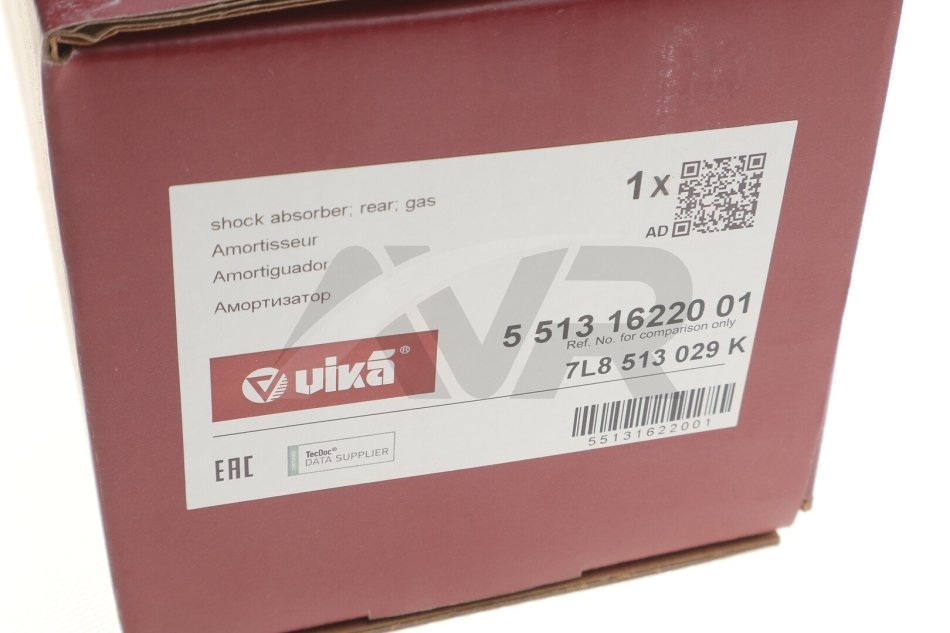 shock absorber; rear; gas
Amortisseur
Amortiguador
Амортизатор
1x
AD
5 513 16220 01
Ref. No. for comparison only
7L8 513 029 K
vika®
55131622001
EAC
TecDoc®
DATA SUPPLIER
AVR